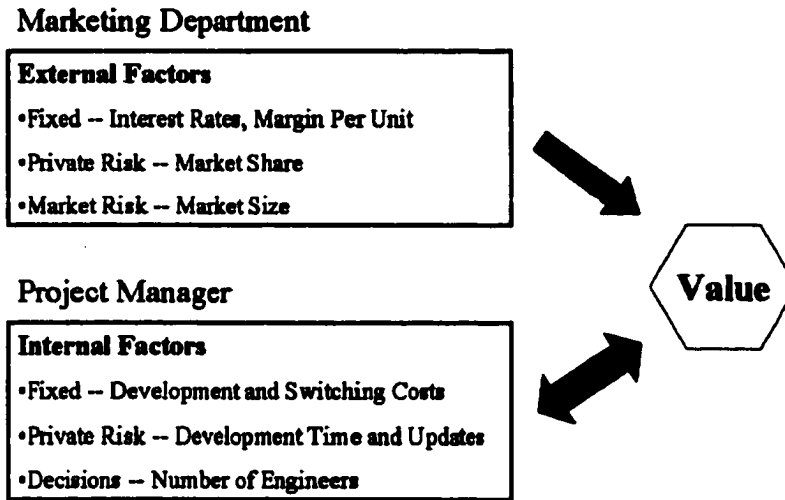 Marketing Department
External Factors
•Fixed -- Interest Rates, Margin Per Unit
•Private Risk -- Market Share
•Market Risk -- Market Size
Value
Project Manager
Internal Factors
•Fixed -- Development and Switching Costs
•Private Risk -- Development Time and Updates
•Decisions -- Number of Engineers